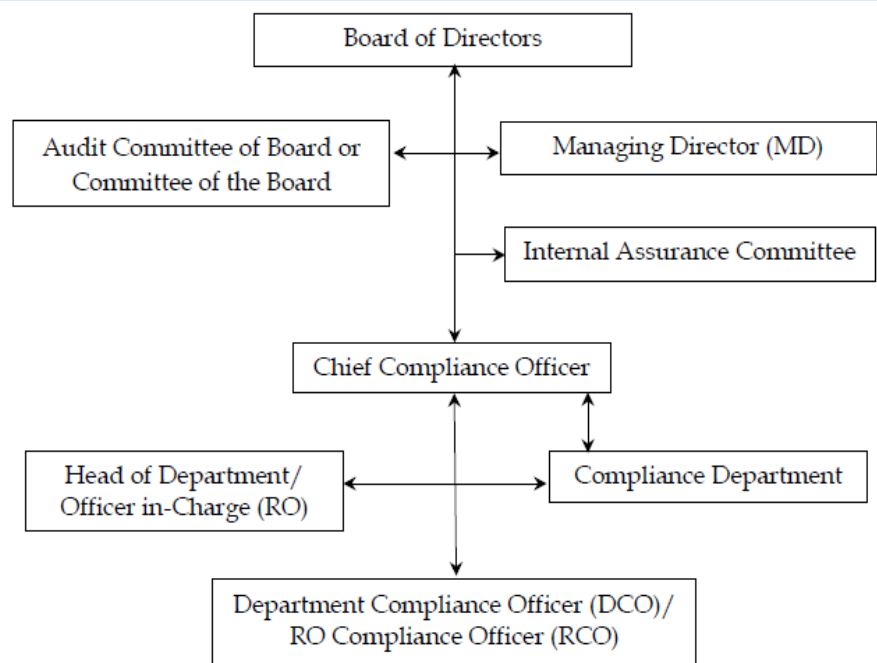 Board of Directors
Audit Committee of Board or
Committee of the Board
Managing Director (MD)
Internal Assurance Committee
Chief Compliance Officer
Head of Department/
Officer in-Charge (RO)
Compliance Department
Department Compliance Officer (DCO)/
RO Compliance Officer (RCO)